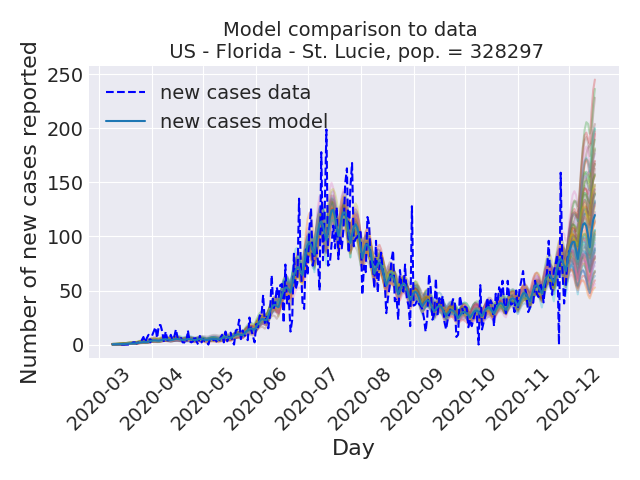 Model comparison to data
US - Florida - St. Lucie, pop. = 328297
Number of new cases reported
250
200
150
100
50
0
new cases data
new cases model
2020-03
2020-04
2020-05
2020-06
2020-07
2020-08
2020-09
2020-10
2020-11
2020-12
Day